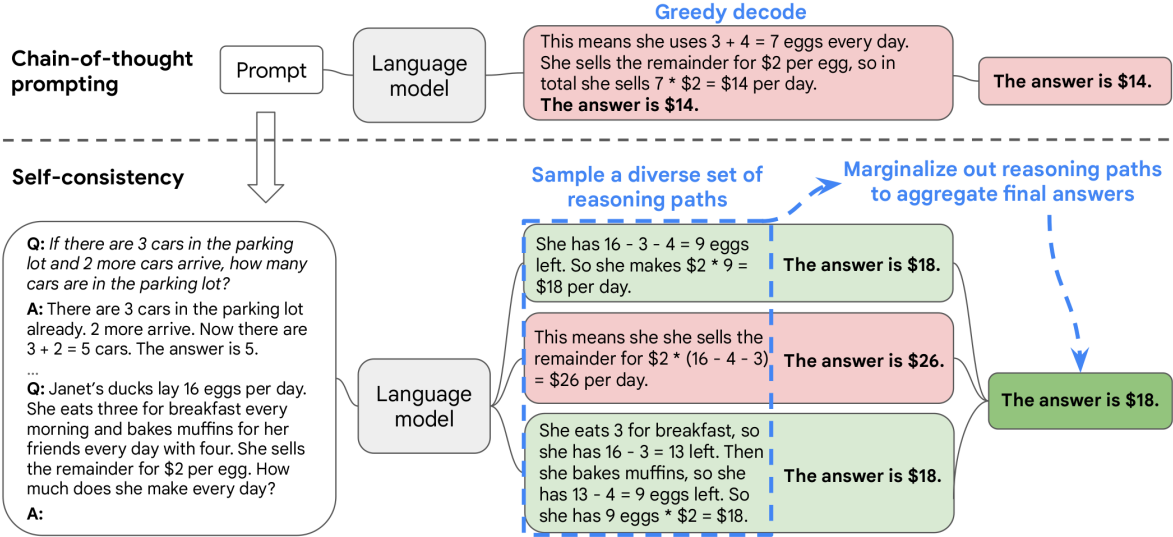 Greedy decode
Chain-of-thought
prompting
Prompt
Language
model
This means she uses 3 + 4 = 7 eggs every day.
She sells the remainder for $2 per egg, so in
total she sells 7 * $2 = $14 per day.
The answer is $14.
The answer is $14.
Self-consistency
Sample a diverse set of
reasoning paths
Marginalize out reasoning paths
to aggregate final answers
Q: If there are 3 cars in the parking
lot and 2 more cars arrive, how many
cars are in the parking lot?
A: There are 3 cars in the parking lot
already. 2 more arrive. Now there are
3 + 2 = 5 cars. The answer is 5.
...
Q: Janet's ducks lay 16 eggs per day.
She eats three for breakfast every
morning and bakes muffins for her
friends every day with four. She sells
the remainder for $2 per egg. How
much does she make every day?
A:
Language
model
She has 16 - 3 - 4 = 9 eggs
left. So she makes $2 * 9 =
$18 per day.
The answer is $18.
This means she she sells the
remainder for $2 * (16 - 4 - 3)
= $26 per day.
The answer is $26.
She eats 3 for breakfast, so
she has 16 - 3 = 13 left. Then
she bakes muffins, so she
has 13 - 4 = 9 eggs left. So
she has 9 eggs * $2 = $18.
The answer is $18.
The answer is $18.